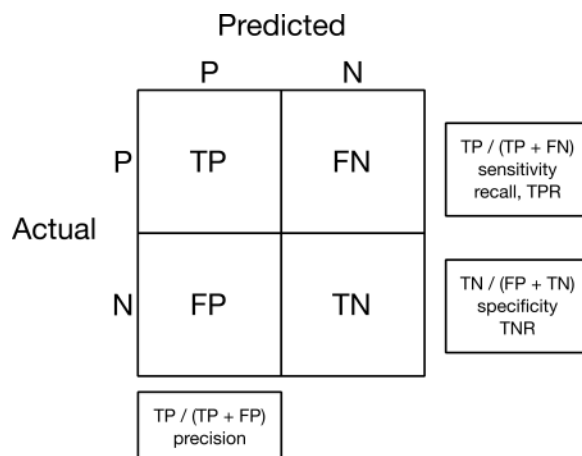 Predicted
P N
P TP FN
TP / (TP + FN)
sensitivity
recall, TPR
Actual
N FP TN
TN / (FP + TN)
specificity
TNR
TP / (TP + FP)
precision